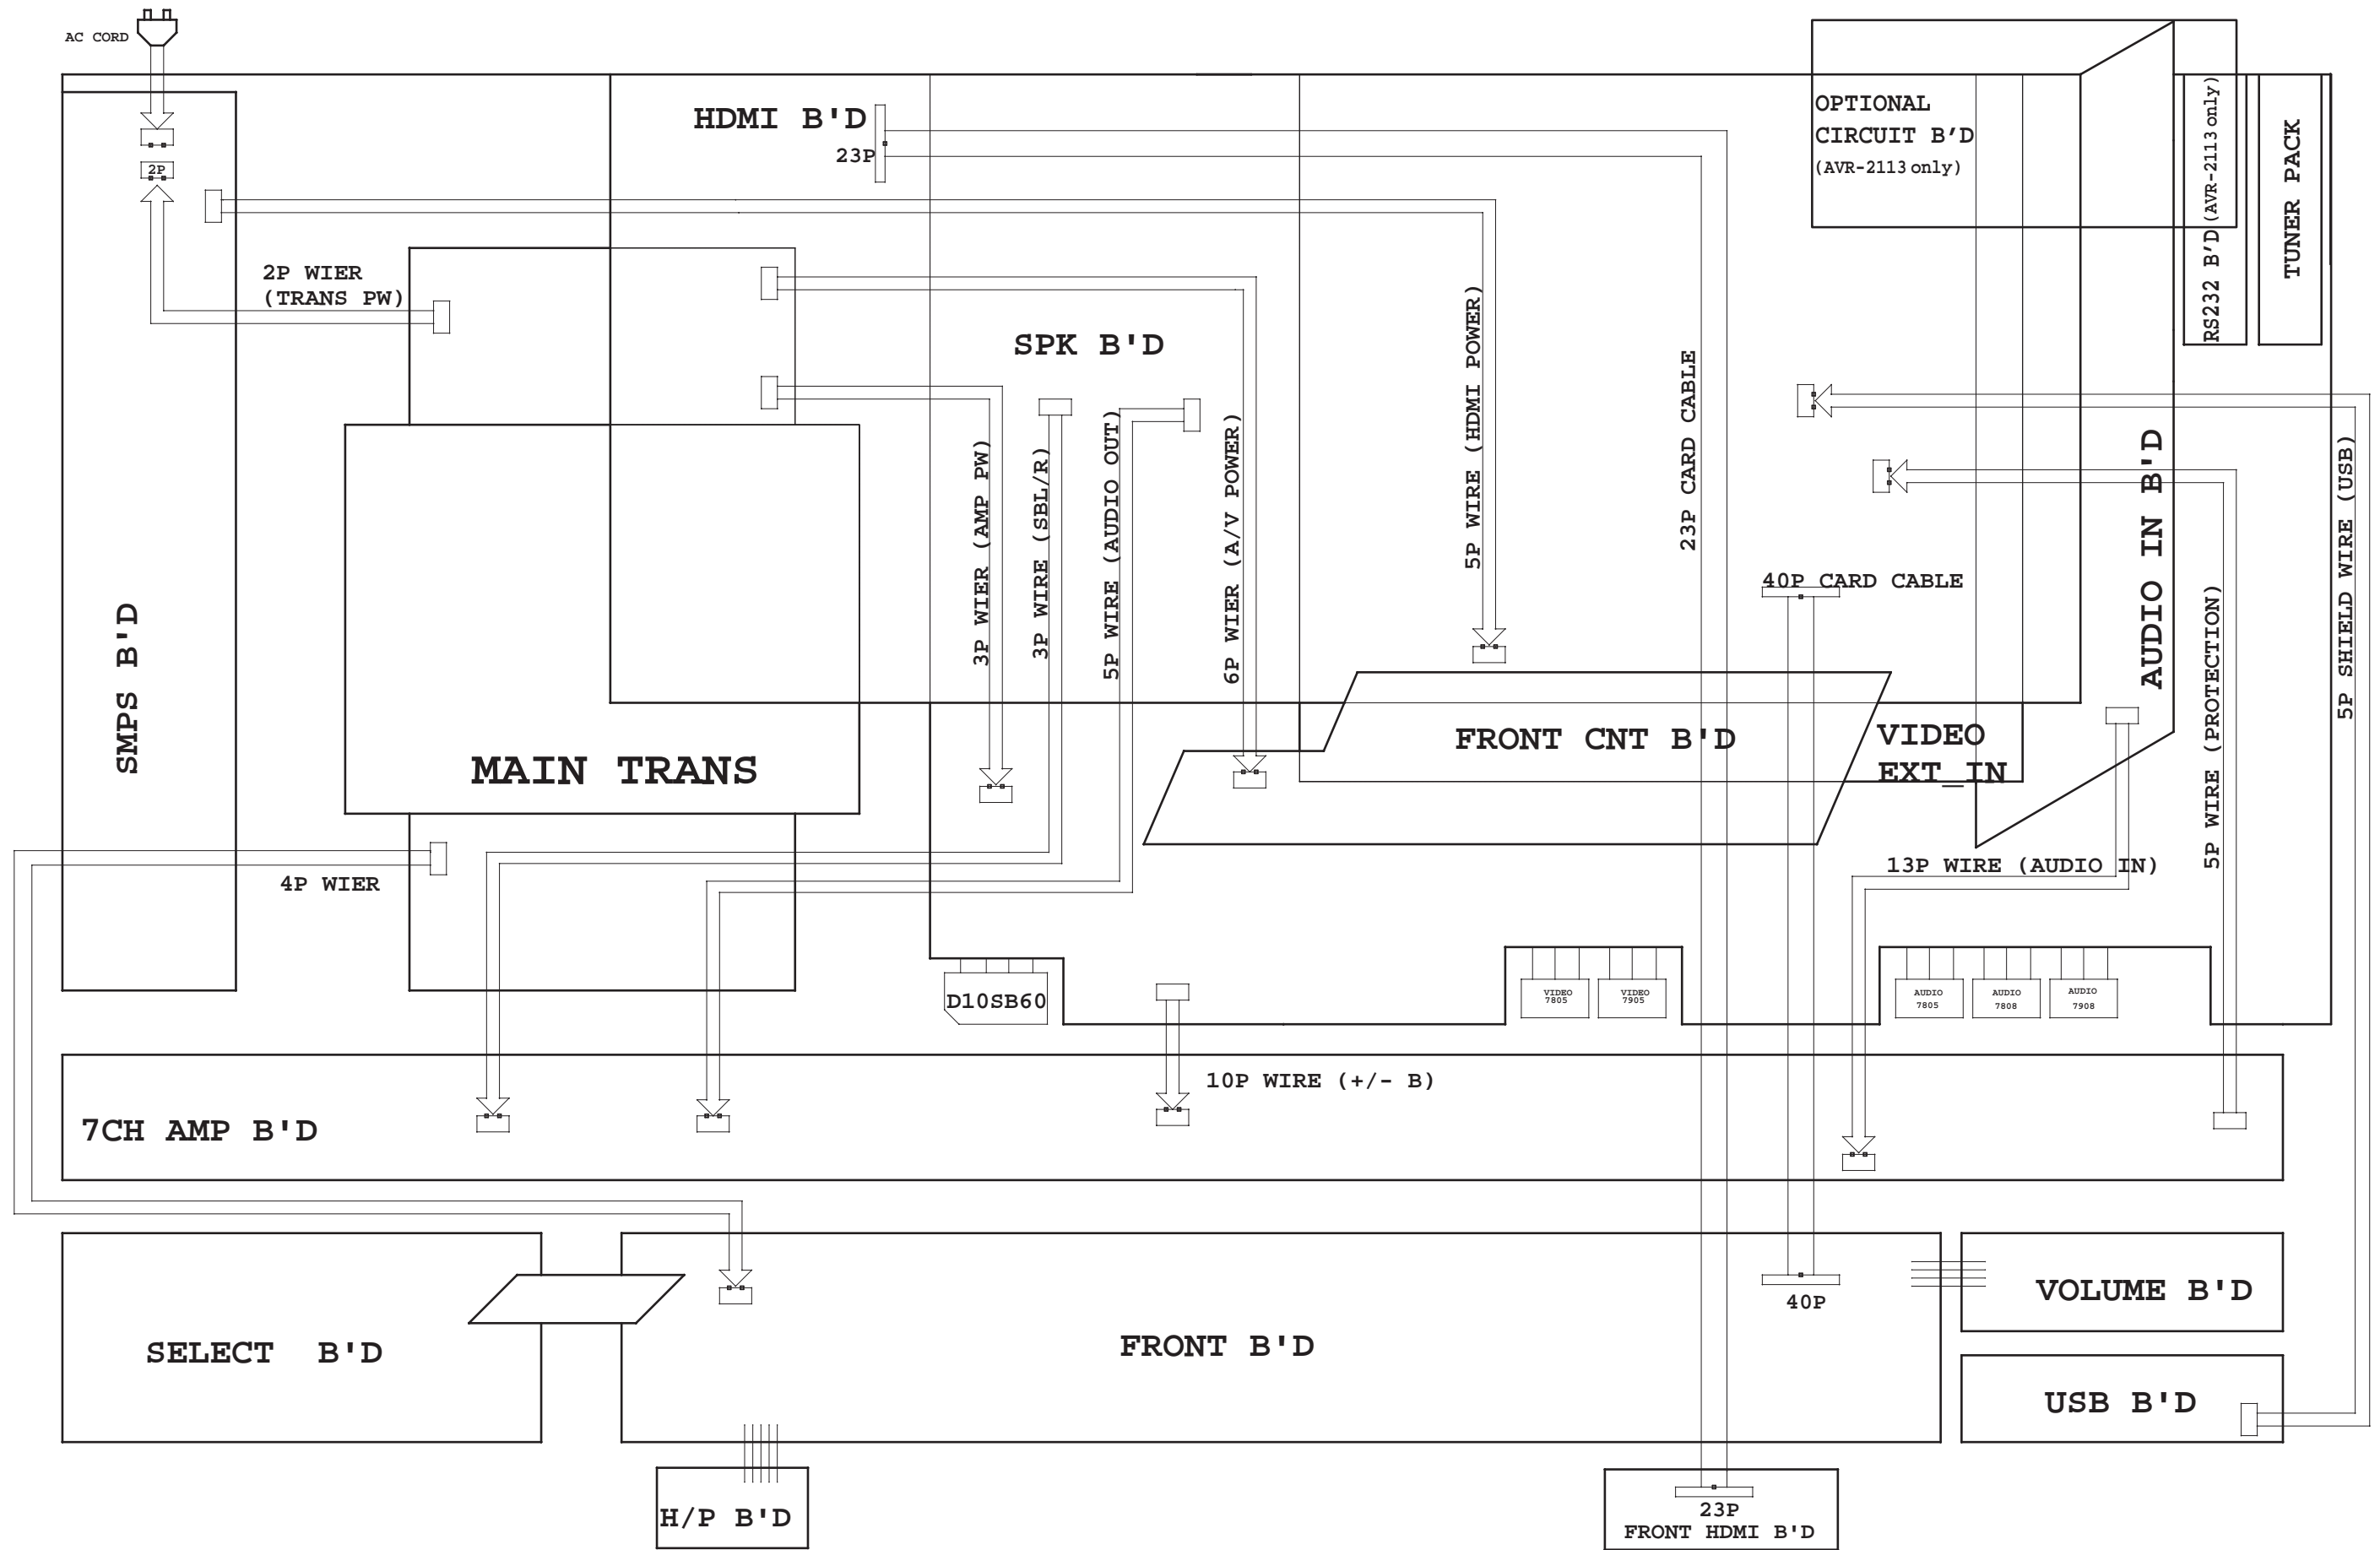 AC CORD
HDMI B'D
23P
OPTIONAL
CIRCUIT B’D
(AVR-2113 only)
RS232 B’D(AVR-2113 only)
TUNER PACK
2P
2P WIER
(TRANS PW)
SPK B'D
SMPS B'D
MAIN TRANS
3P WIER (AMP PW)
3P WIRE (SBL/R)
5P WIRE (AUDIO OUT)
6P WIER (A/V POWER)
5P WIRE (HDMI POWER)
23P CARD CABLE
40P CARD CABLE
AUDIO IN B'D
5P WIRE (PROTECTION)
5P SHIELD WIRE (USB)
FRONT CNT B'D
VIDEO
EXT_IN
4P WIER
13P WIRE (AUDIO IN)
D10SB60
VIDEO
7805
VIDEO
7905
AUDIO
7805
AUDIO
7808
AUDIO
7908
10P WIRE (+/- B)
7CH AMP B'D
40P
VOLUME B'D
SELECT B'D
FRONT B'D
USB B'D
H/P B'D
23P
FRONT HDMI B'D